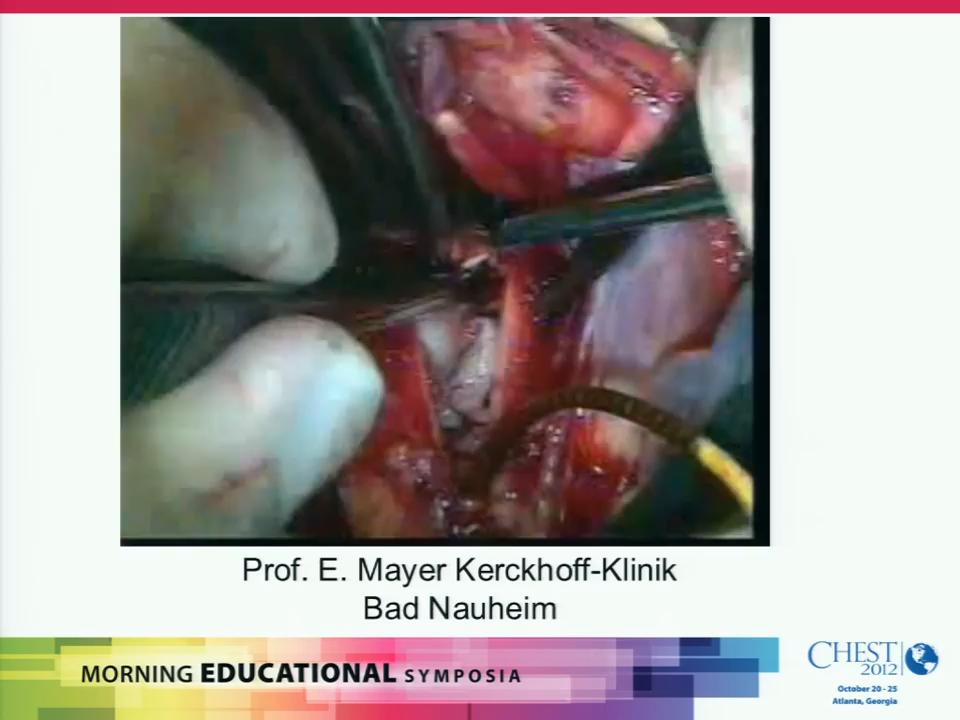 Prof. E. Mayer Kerckhoff-Klinik
Bad Nauheim
MORNING EDUCATIONAL SYMPOSIA
CHEST 2012
October 20 - 25
Atlanta, Georgia